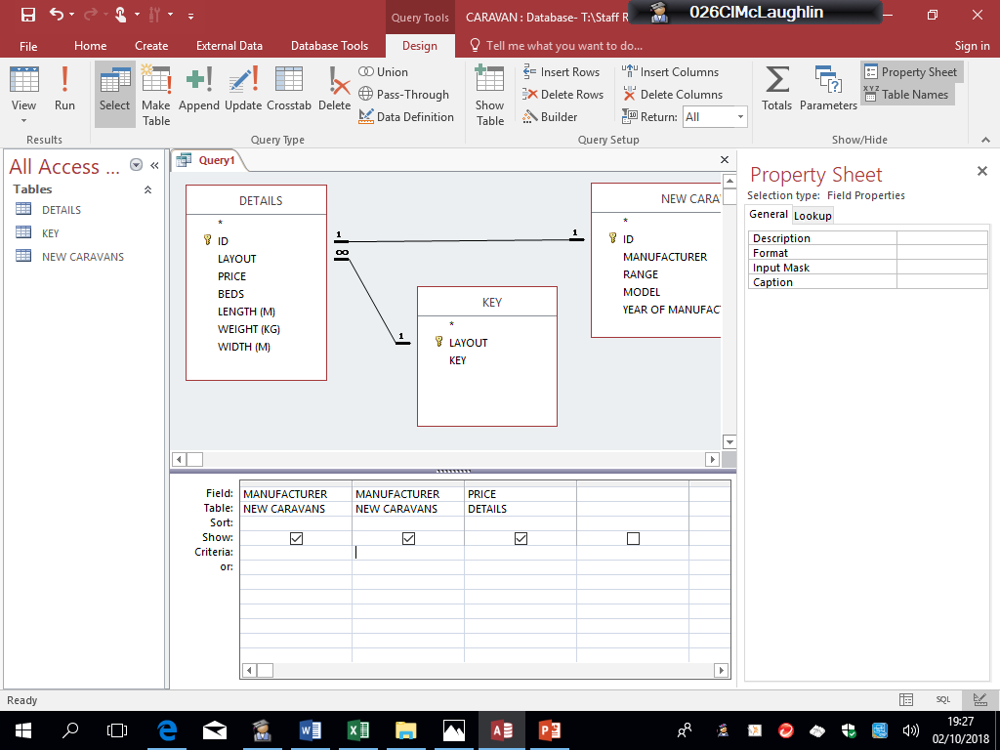 Query Tools
CARAVAN : Database- T:\Staff R
026ClMcLaughlin
File
Home
Create
External Data
Database Tools
Design
Tell me what you want to do...
Sign in
View
Run
Results
Select
Make Table
Append
Update
Crosstab
Delete
Union
Pass-Through
Data Definition
Query Type
Show Table
Insert Rows
Delete Rows
Builder
Insert Columns
Delete Columns
Return: All
Query Setup
Totals
Parameters
Property Sheet
Table Names
Show/Hide
All Access ...
Tables
DETAILS
KEY
NEW CARAVANS
Query1
DETAILS
*
ID
LAYOUT
PRICE
BEDS
LENGTH (M)
WEIGHT (KG)
WIDTH (M)
1
∞
1
1
KEY
*
LAYOUT
KEY
NEW CARA
*
ID
MANUFACTURER
RANGE
MODEL
YEAR OF MANUFAC
Property Sheet
Selection type: Field Properties
General
Lookup
Description
Format
Input Mask
Caption
Field: MANUFACTURER MANUFACTURER PRICE
Table: NEW CARAVANS NEW CARAVANS DETAILS
Sort:
Show:
Criteria:
or:
Ready
SQL
19:27
02/10/2018